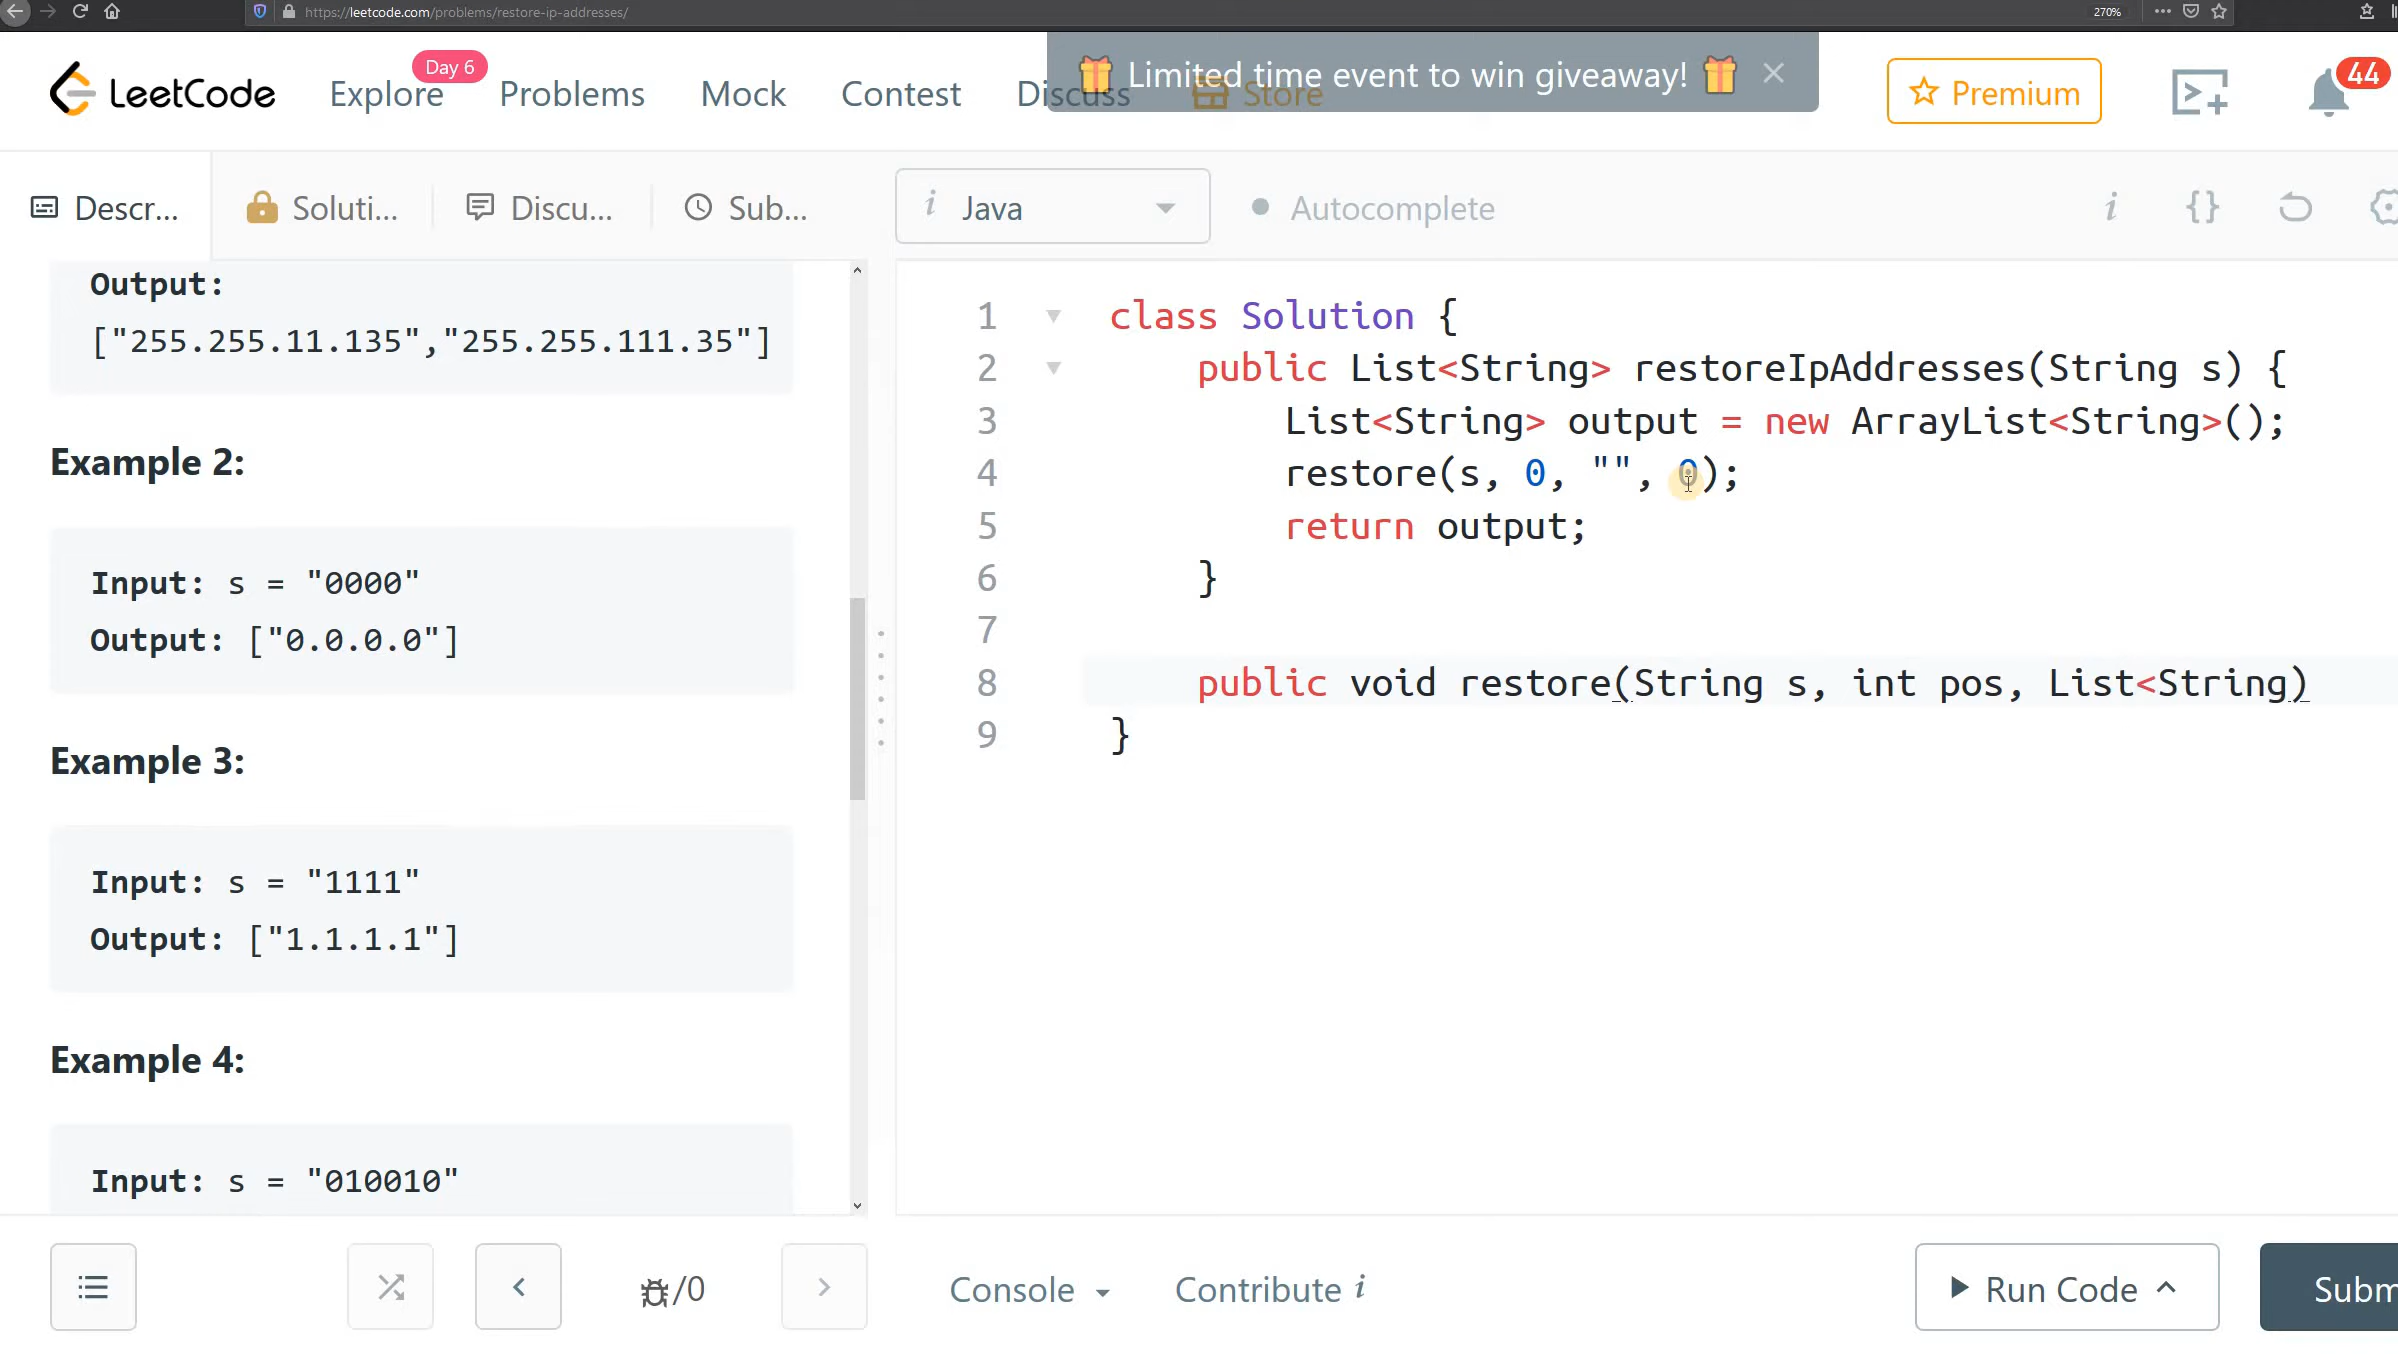 https://leetcode.com/problems/restore-ip-addresses/
270%
LeetCode
Explore
Day 6
Problems
Mock
Contest
Discuss
Store
Limited time event to win giveaway!
Premium
44
Descr...
Soluti...
Discu...
Sub...
i Java
Autocomplete
i
{}
Output:
["255.255.11.135","255.255.111.35"]
Example 2:
Input: s = "0000"
Output: ["0.0.0.0"]
Example 3:
Input: s = "1111"
Output: ["1.1.1.1"]
Example 4:
Input: s = "010010"
1 class Solution {
2 public List<String> restoreIpAddresses(String s) {
3 List<String> output = new ArrayList<String>();
4 restore(s, 0, "", 0);
5 return output;
6 }
7
8 public void restore(String s, int pos, List<String)
9 }
/0
Console
Contribute i
Run Code
Subm